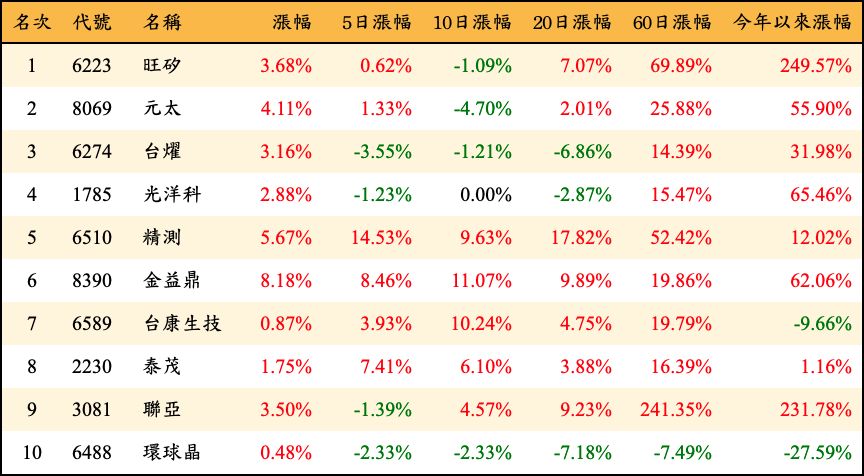 名次 代號 名稱 漲幅 5日漲幅 10日漲幅 20日漲幅 60日漲幅 今年以來漲幅
1 6223 旺矽 3.68% 0.62% -1.09% 7.07% 69.89% 249.57%
2 8069 元太 4.11% 1.33% -4.70% 2.01% 25.88% 55.90%
3 6274 台燿 3.16% -3.55% -1.21% -6.86% 14.39% 31.98%
4 1785 光洋科 2.88% -1.23% 0.00% -2.87% 15.47% 65.46%
5 6510 精測 5.67% 14.53% 9.63% 17.82% 52.42% 12.02%
6 8390 金益鼎 8.18% 8.46% 11.07% 9.89% 19.86% 62.06%
7 6589 台康生技 0.87% 3.93% 10.24% 4.75% 19.79% -9.66%
8 2230 泰茂 1.75% 7.41% 6.10% 3.88% 16.39% 1.16%
9 3081 聯亞 3.50% -1.39% 4.57% 9.23% 241.35% 231.78%
10 6488 環球晶 0.48% -2.33% -2.33% -7.18% -7.49% -27.59%